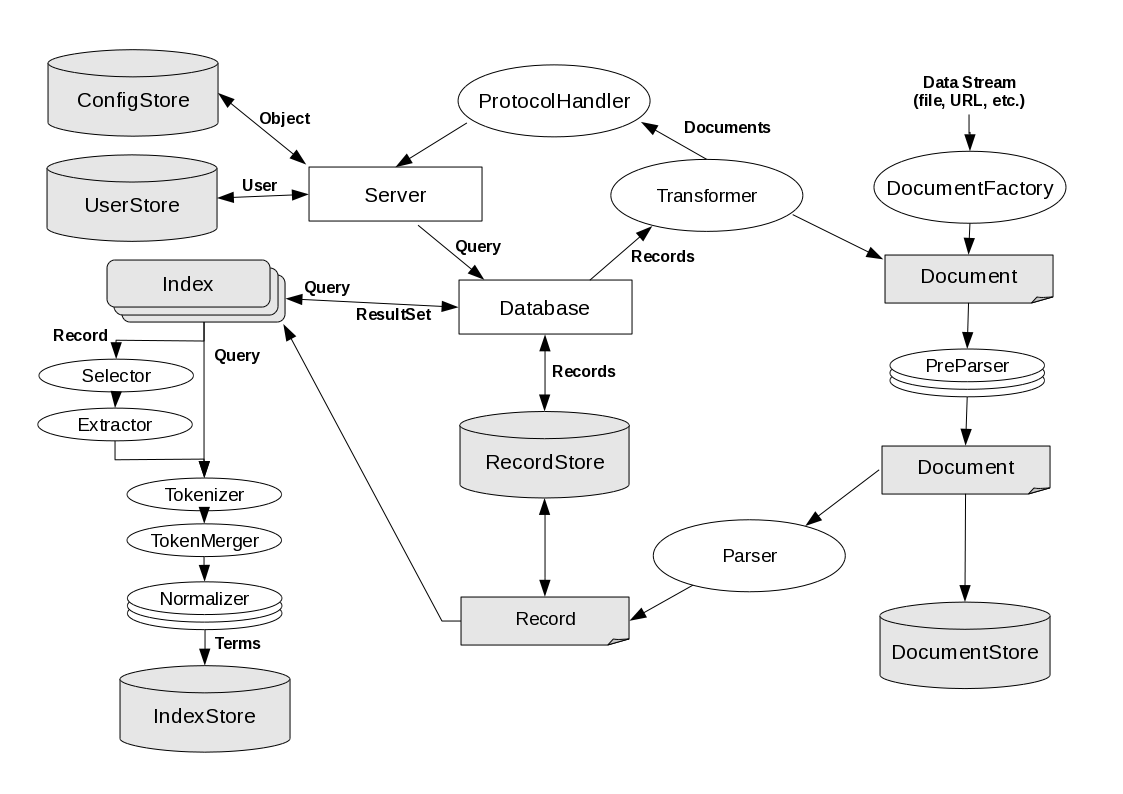 ConfigStore
Object
ProtocolHandler
Documents
Data Stream
(file, URL, etc.)
UserStore
User
Server
Transformer
DocumentFactory
Query
Records
Index
Query
ResultSet
Database
Document
Record
Query
Selector
Extractor
Records
PreParser
RecordStore
Document
Tokenizer
TokenMerger
Normalizer
Terms
IndexStore
Parser
Record
DocumentStore